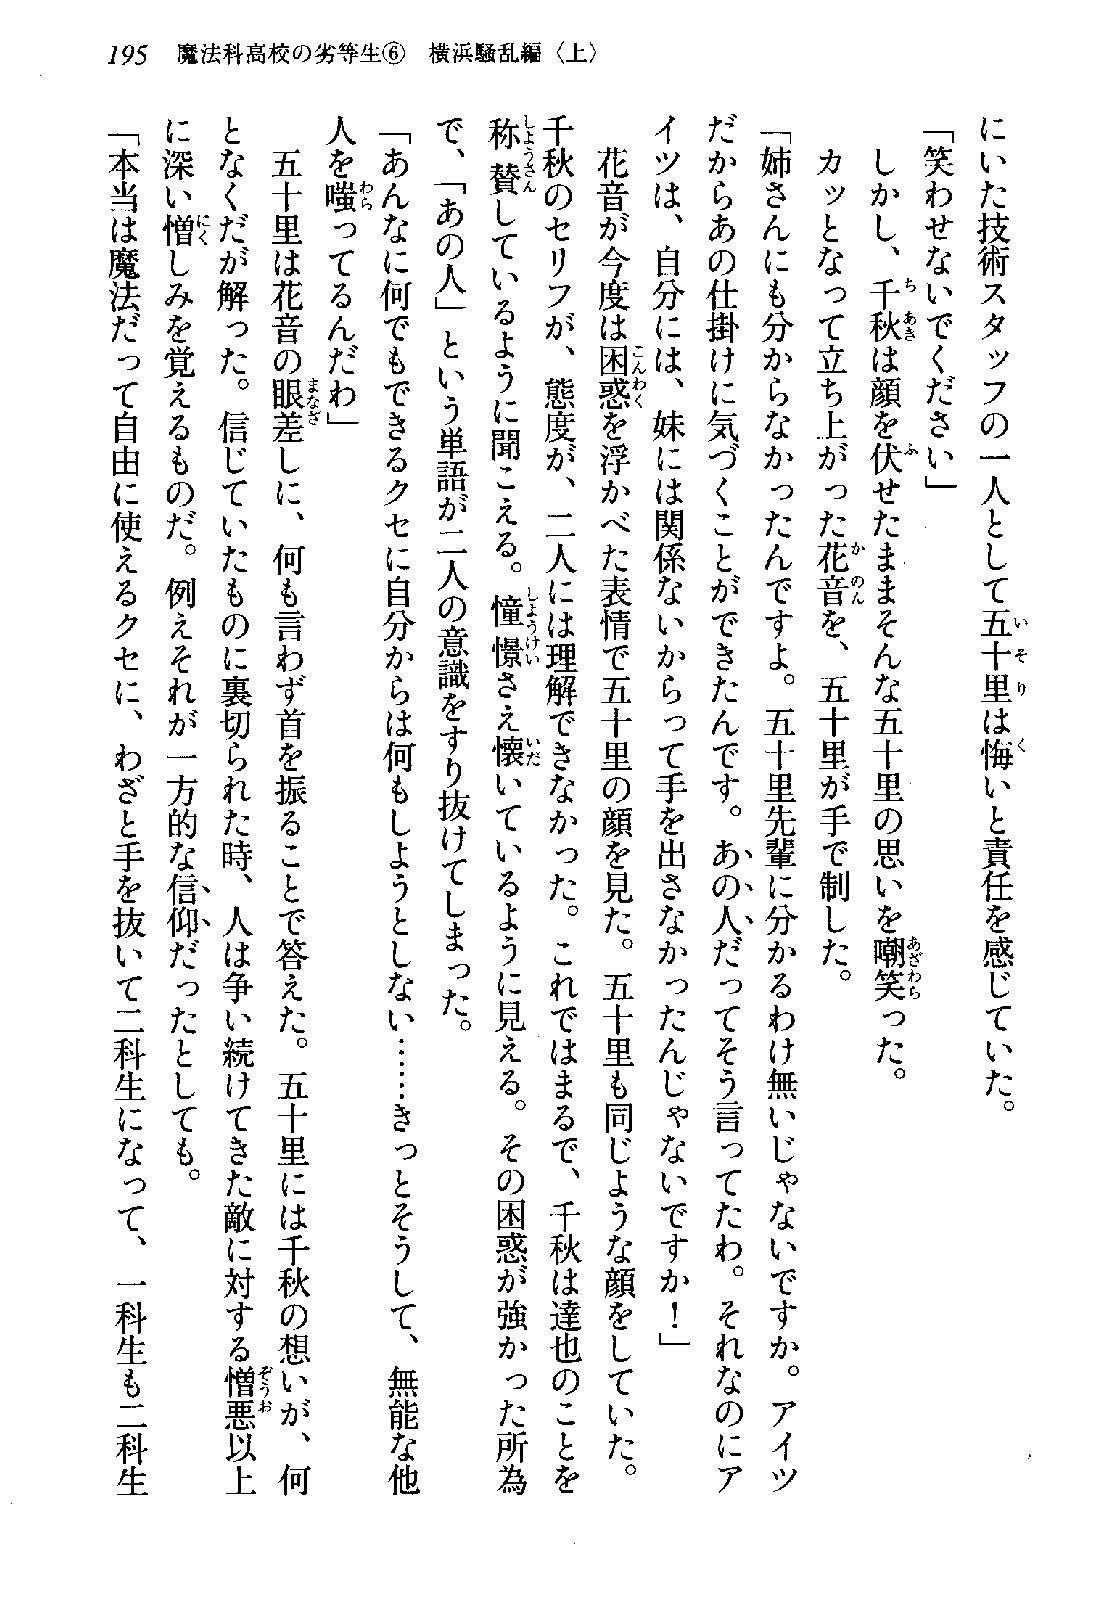 195 魔法科高校の劣等生⑥ 横浜騒乱編〈上〉
にいた技術スタッフの一人として五十里は悔いと責任を感じていた。
「笑わせないでください」
しかし、千秋は顔を伏せたままそんな五十里の思いを嘲笑った。
カッとなって立ち上がった花音を、五十里が手で制した。
「姉さんにも分からなかったんですよ。五十里先輩に分かるわけ無いじゃないですか。アイツ
だからあの仕掛けに気づくことができたんです。あの人だってそう言ってたわ。それなのにア
イツは、自分には、妹には関係ないからって手を出さなかったんじゃないですか！」
花音が今度は困惑を浮かべた表情で五十里の顔を見た。五十里も同じような顔をしていた。
千秋のセリフが、態度が、二人には理解できなかった。これではまるで、千秋は達也のことを
称賛しているように聞こえる。憧憬さえ懐いているように見える。その困惑が強かった所為
で、「あの人」という単語が二人の意識をすり抜けてしまった。
「あんなに何でもできるクセに自分からは何もしようとしない……きっとそうして、無能な他
人を嗤ってるんだわ」
五十里は花音の眼差しに、何も言わず首を振ることで答えた。五十里には千秋の想いが、何
となくだが解った。信じていたものに裏切られた時、人は争い続けてきた敵に対する憎悪以上
に深い憎しみを覚えるものだ。例えそれが一方的な信仰だったとしても。
「本当は魔法だって自由に使えるクセに、わざと手を抜いて二科生になって、一科生も二科生